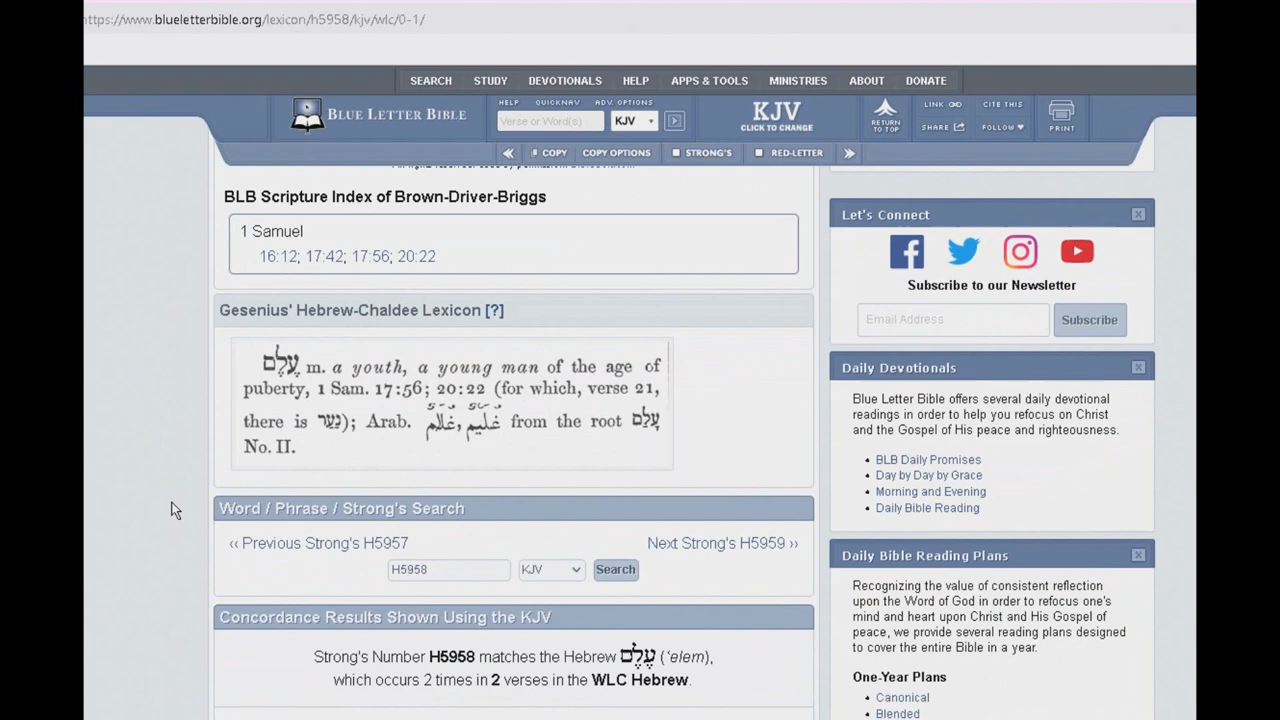 https://www.blueletterbible.org/lexicon/h5958/kjv/wlc/0-1/
SEARCH STUDY DEVOTIONALS HELP APPS & TOOLS MINISTRIES ABOUT DONATE
BLUE LETTER BIBLE
HELP QUICKNAV ADV. OPTIONS
Verse or Word(s) KJV
KJV
CLICK TO CHANGE
RETURN
TO TOP
LINK CITE THIS
SHARE FOLLOW
PRINT
COPY COPY OPTIONS STRONG'S RED-LETTER
BLB Scripture Index of Brown-Driver-Briggs
1 Samuel
16:12; 17:42; 17:56; 20:22
Gesenius' Hebrew-Chaldee Lexicon [?]
עֶלֶם m. a youth, a young man of the age of
puberty, 1 Sam. 17:56; 20:22 (for which, verse 21,
there is נַעַר); Arab. غلام, غليم from the root עָלַם
No. II.
Word / Phrase / Strong's Search
‹‹ Previous Strong's H5957 Next Strong's H5959 ››
H5958 KJV Search
Concordance Results Shown Using the KJV
Strong's Number H5958 matches the Hebrew עֶלֶם (ʻelem),
which occurs 2 times in 2 verses in the WLC Hebrew.
Let's Connect
Subscribe to our Newsletter
Email Address Subscribe
Daily Devotionals
Blue Letter Bible offers several daily devotional
readings in order to help you refocus on Christ
and the Gospel of His peace and righteousness.
• BLB Daily Promises
• Day by Day by Grace
• Morning and Evening
• Daily Bible Reading
Daily Bible Reading Plans
Recognizing the value of consistent reflection
upon the Word of God in order to refocus one's
mind and heart upon Christ and His Gospel of
peace, we provide several reading plans designed
to cover the entire Bible in a year.
One-Year Plans
• Canonical
• Blended